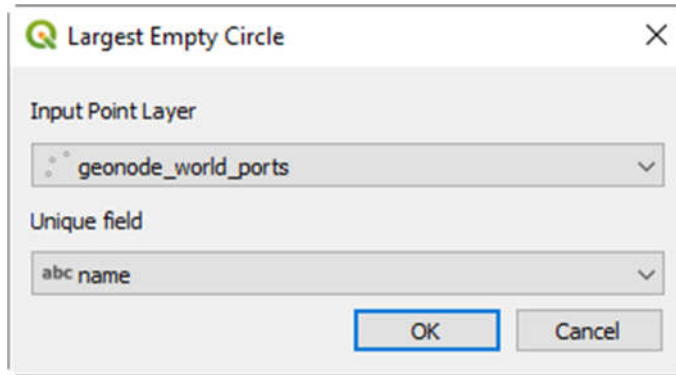 Largest Empty Circle
Input Point Layer
geonode_world_ports
Unique field
abc name
OK Cancel